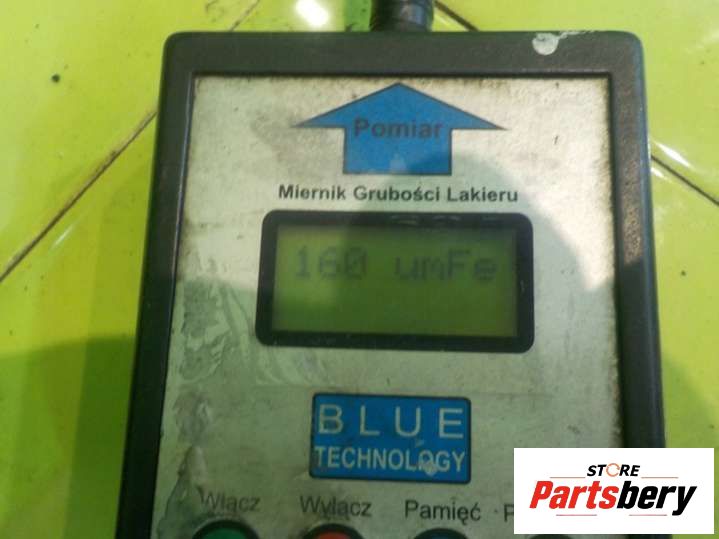 Pomiar
Miernik Grubości Lakieru
160 umFe
BLUE
TECHNOLOGY
Włącz Wyłącz Pamięć
STORE
Partsbery